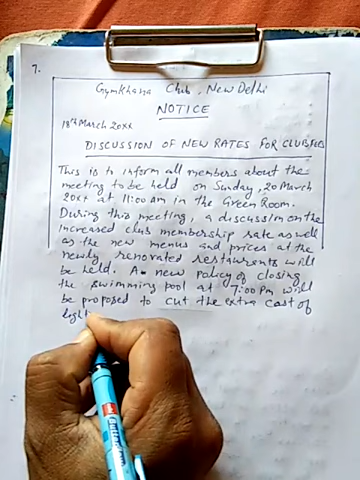 7.
Gymkhana Club, New Delhi
NOTICE
18th March 20xx
DISCUSSION OF NEW RATES FOR CLUB FEES
This is to inform all members about the
meeting to be held on Sunday, 20 March
20xx at 11:00 am in the Green Room.
During this meeting, a discussion on the
increased club membership rate as well
as the new menus and prices at the
newly renovated restaurants will
be held. A new policy of closing
the swimming pool at 7:00 Pm will
be proposed to cut the extra cost of
light